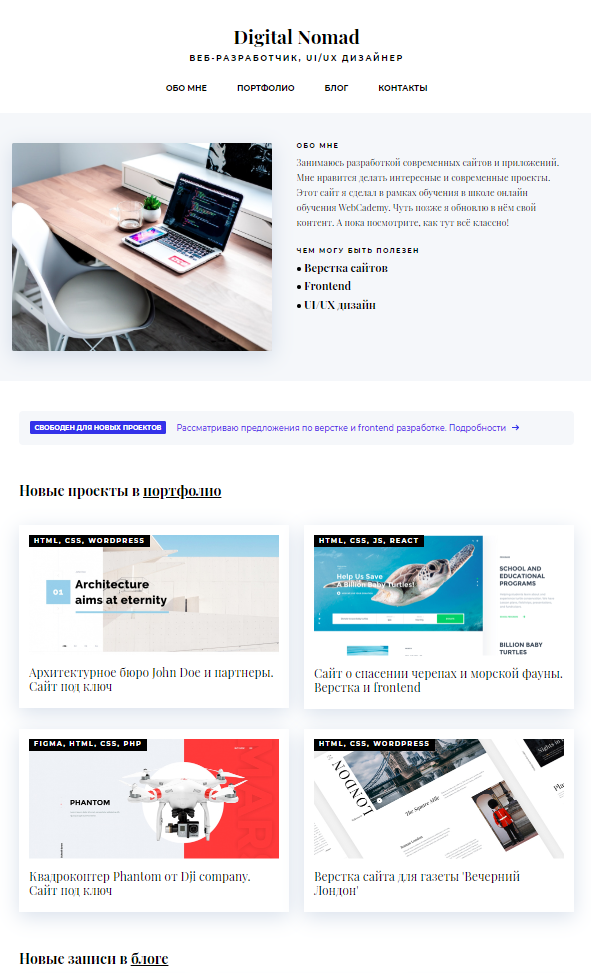 Digital Nomad
ВЕБ-РАЗРАБОТЧИК, UI/UX ДИЗАЙНЕР
ОБО МНЕ ПОРТФОЛИО БЛОГ КОНТАКТЫ
ОБО МНЕ
Занимаюсь разработкой современных сайтов и приложений.
Мне нравится делать интересные и современные проекты.
Этот сайт я сделал в рамках обучения в школе онлайн
обучения WebCademy. Чуть позже я обновлю в нём свой
контент. А пока посмотрите, как тут всё классно!
ЧЕМ МОГУ БЫТЬ ПОЛЕЗЕН
• Верстка сайтов
• Frontend
• UI/UX дизайн
СВОБОДЕН ДЛЯ НОВЫХ ПРОЕКТОВ Рассматриваю предложения по верстке и frontend разработке. Подробности →
Новые проекты в портфолио
HTML, CSS, WORDPRESS
01
Architecture
aims at eternity
Архитектурное бюро John Doe и партнеры.
Сайт под ключ
HTML, CSS, JS, REACT
Help Us Save
A Billion Baby Turtles!
SCHOOL AND
EDUCATIONAL
PROGRAMS
BILLION BABY
TURTLES
Сайт о спасении черепах и морской фауны.
Верстка и frontend
FIGMA, HTML, CSS, PHP
PHANTOM
Квадрокоптер Phantom от Dji company.
Сайт под ключ
HTML, CSS, WORDPRESS
LONDON
The Square Mile
Nights in
Верстка сайта для газеты 'Вечерний
Лондон'
Новые записи в блоге